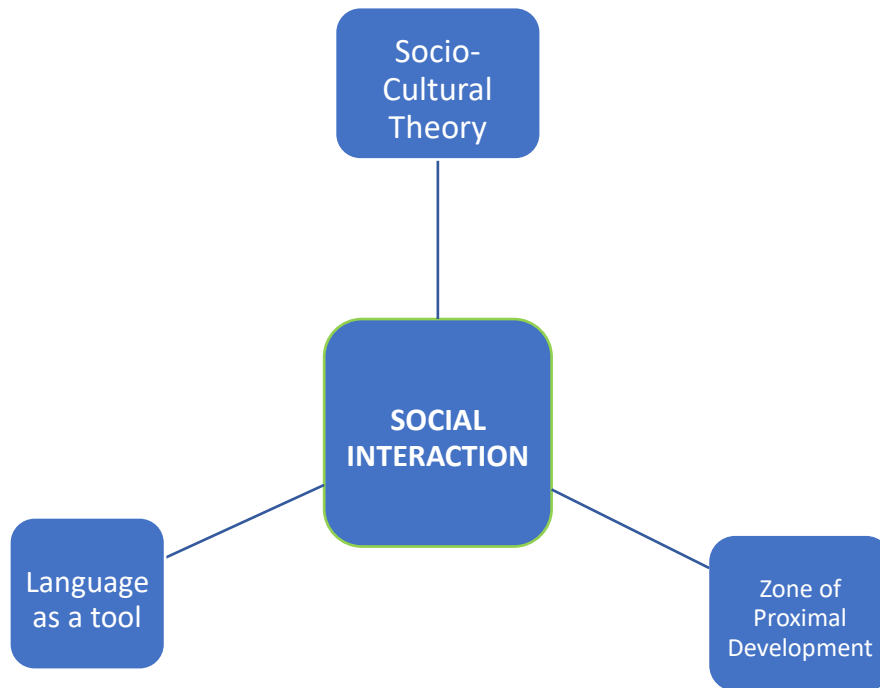 Socio-
Cultural
Theory
SOCIAL
INTERACTION
Language
as a tool
Zone of
Proximal
Development